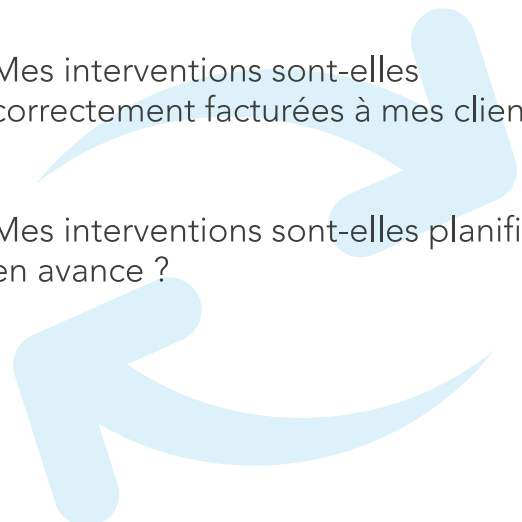 Mes interventions sont-elles
correctement facturées à mes clien
Mes interventions sont-elles planifi
en avance ?